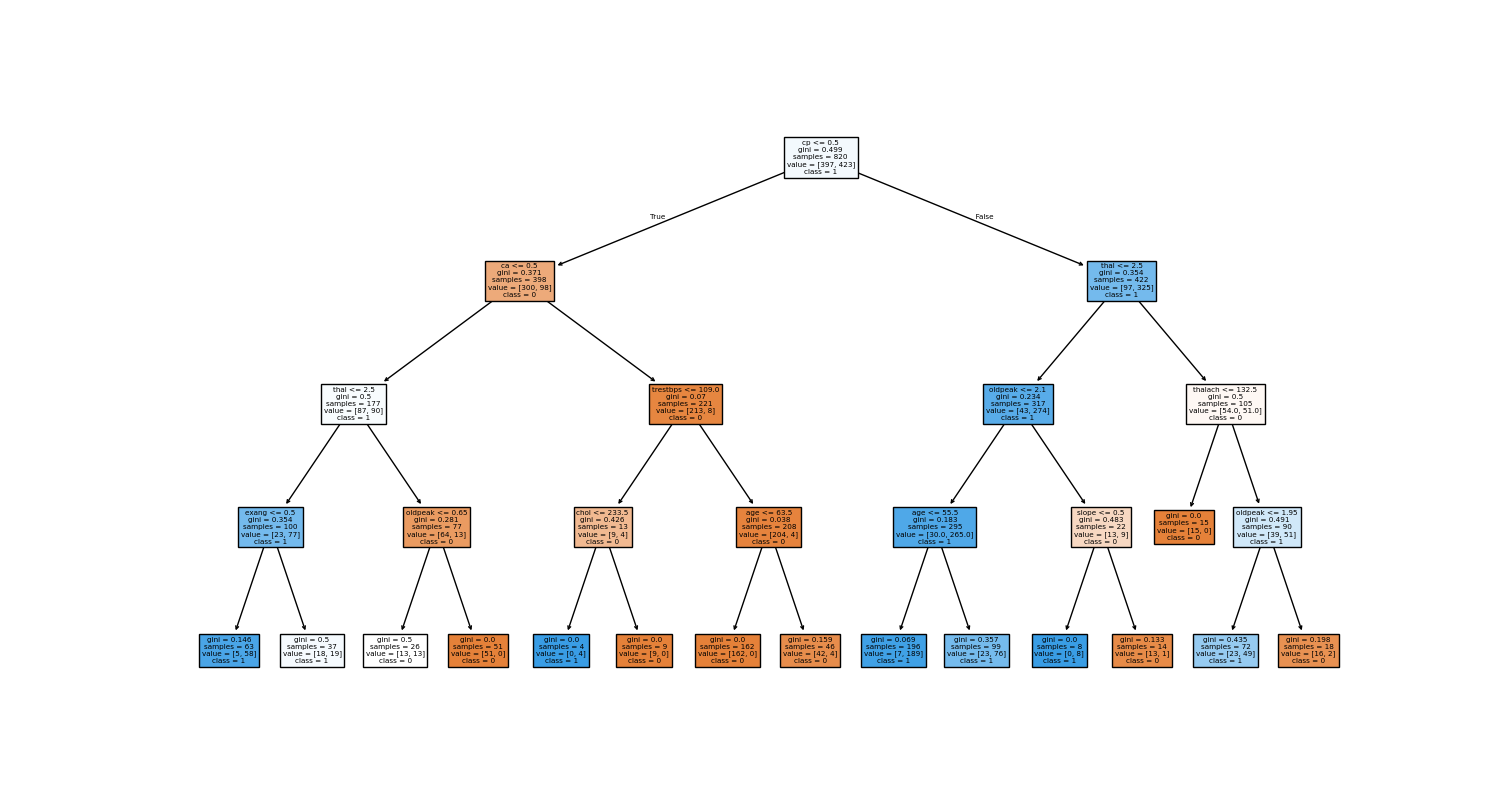 cp <= 0.5
gini = 0.499
samples = 820
value = [397, 423]
class = 1
True
False
ca <= 0.5
gini = 0.371
samples = 398
value = [300, 98]
class = 0
thal <= 2.5
gini = 0.354
samples = 422
value = [97, 325]
class = 1
thal <= 2.5
gini = 0.5
samples = 177
value = [87, 90]
class = 1
trestbps <= 109.0
gini = 0.07
samples = 221
value = [213, 8]
class = 0
oldpeak <= 2.1
gini = 0.234
samples = 317
value = [43, 274]
class = 1
thalach <= 132.5
gini = 0.5
samples = 105
value = [54.0, 51.0]
class = 0
exang <= 0.5
gini = 0.354
samples = 100
value = [23, 77]
class = 1
oldpeak <= 0.65
gini = 0.281
samples = 77
value = [64, 13]
class = 0
chol <= 233.5
gini = 0.426
samples = 13
value = [9, 4]
class = 0
age <= 63.5
gini = 0.038
samples = 208
value = [204, 4]
class = 0
age <= 55.5
gini = 0.183
samples = 295
value = [30.0, 265.0]
class = 1
slope <= 0.5
gini = 0.483
samples = 22
value = [13, 9]
class = 0
gini = 0.0
samples = 15
value = [15, 0]
class = 0
oldpeak <= 1.95
gini = 0.491
samples = 90
value = [39, 51]
class = 1
gini = 0.146
samples = 63
value = [5, 58]
class = 1
gini = 0.5
samples = 37
value = [18, 19]
class = 1
gini = 0.5
samples = 26
value = [13, 13]
class = 0
gini = 0.0
samples = 51
value = [51, 0]
class = 0
gini = 0.0
samples = 4
value = [0, 4]
class = 1
gini = 0.0
samples = 9
value = [9, 0]
class = 0
gini = 0.0
samples = 162
value = [162, 0]
class = 0
gini = 0.159
samples = 46
value = [42, 4]
class = 0
gini = 0.069
samples = 196
value = [7, 189]
class = 1
gini = 0.357
samples = 99
value = [23, 76]
class = 1
gini = 0.0
samples = 8
value = [0, 8]
class = 1
gini = 0.133
samples = 14
value = [13, 1]
class = 0
gini = 0.435
samples = 72
value = [23, 49]
class = 1
gini = 0.198
samples = 18
value = [16, 2]
class = 0